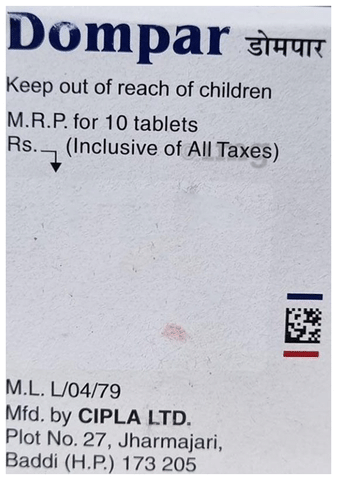 Dompar डोमपार
Keep out of reach of children
M.R.P. for 10 tablets
Rs. (Inclusive of All Taxes)
M.L. L/04/79
Mfd. by CIPLA LTD.
Plot No. 27, Jharmajari,
Baddi (H.P.) 173 205